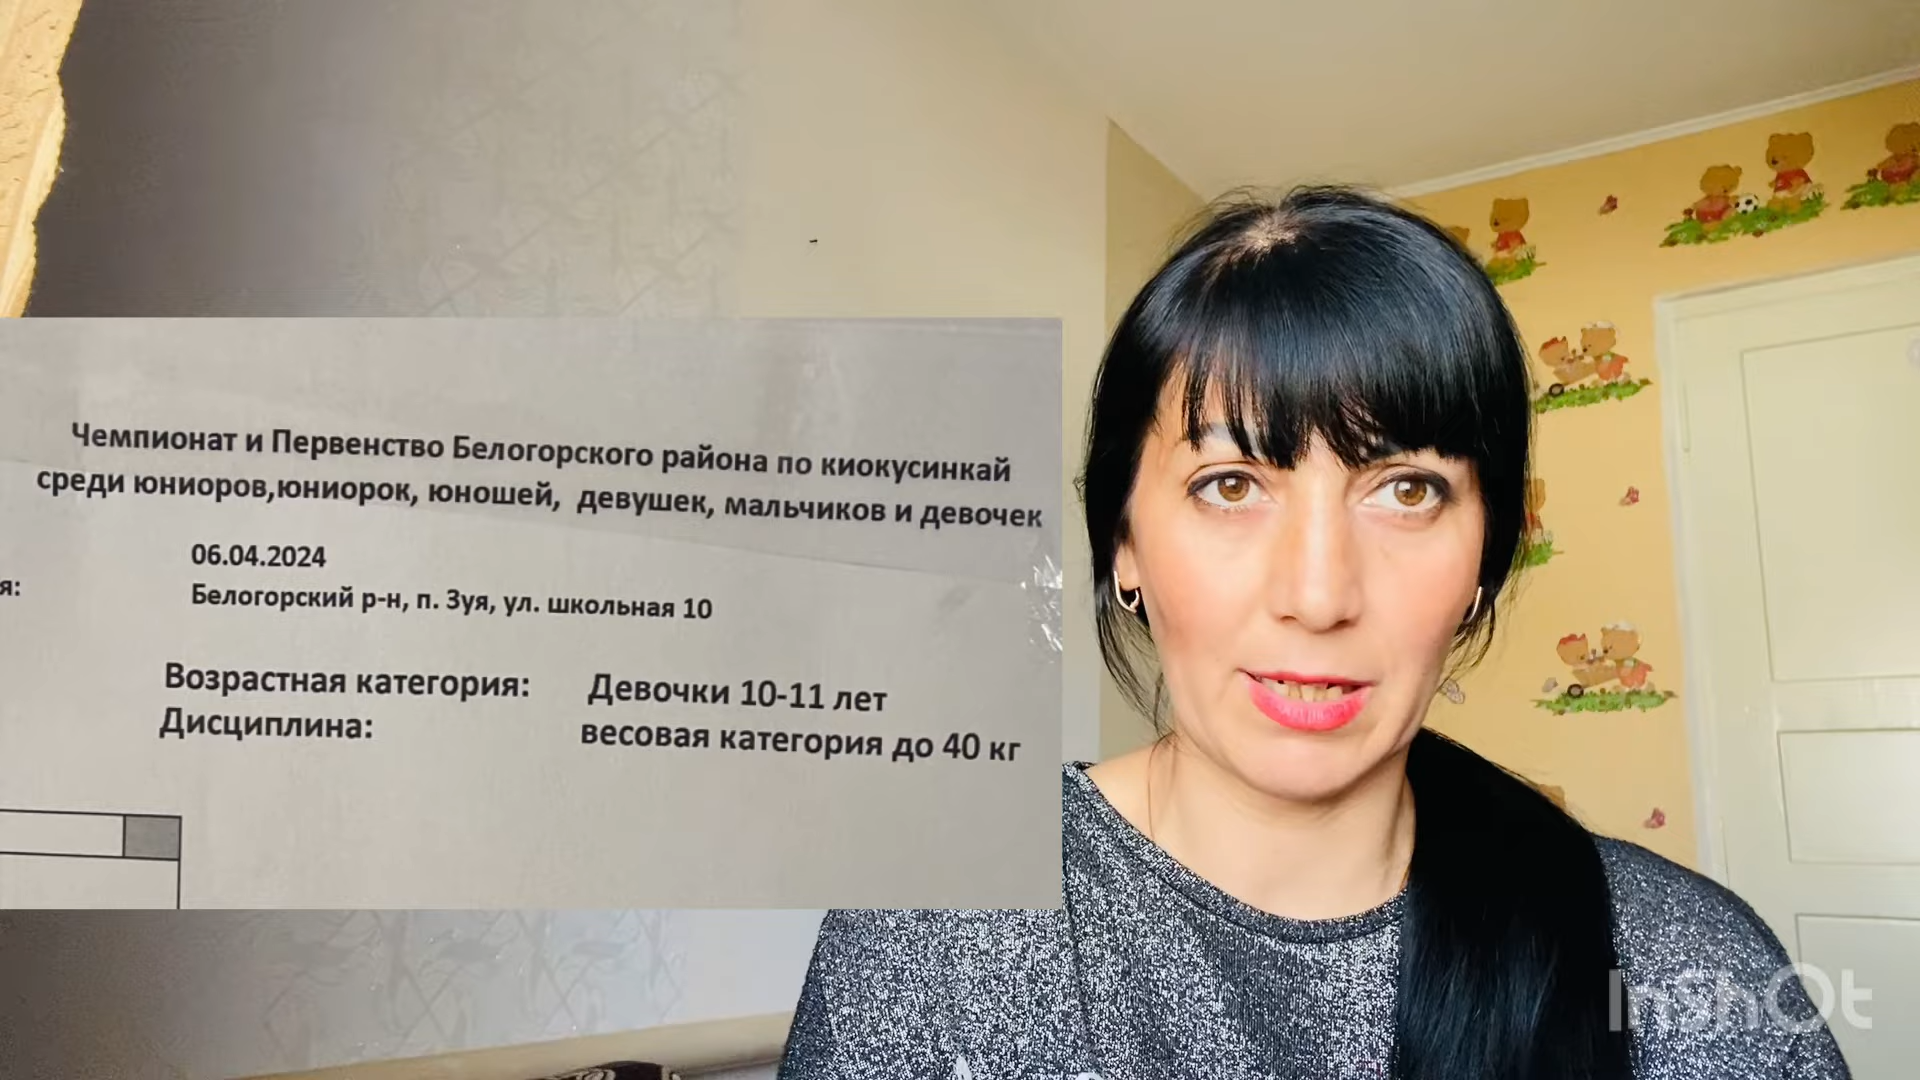 Чемпионат и Первенство Белогорского района по киокусинкай
среди юниоров,юниорок, юношей, девушек, мальчиков и девочек
06.04.2024
я:
Белогорский р-н, п. Зуя, ул. школьная 10
Возрастная категория: Девочки 10-11 лет
Дисциплина: весовая категория до 40 кг
InShOt